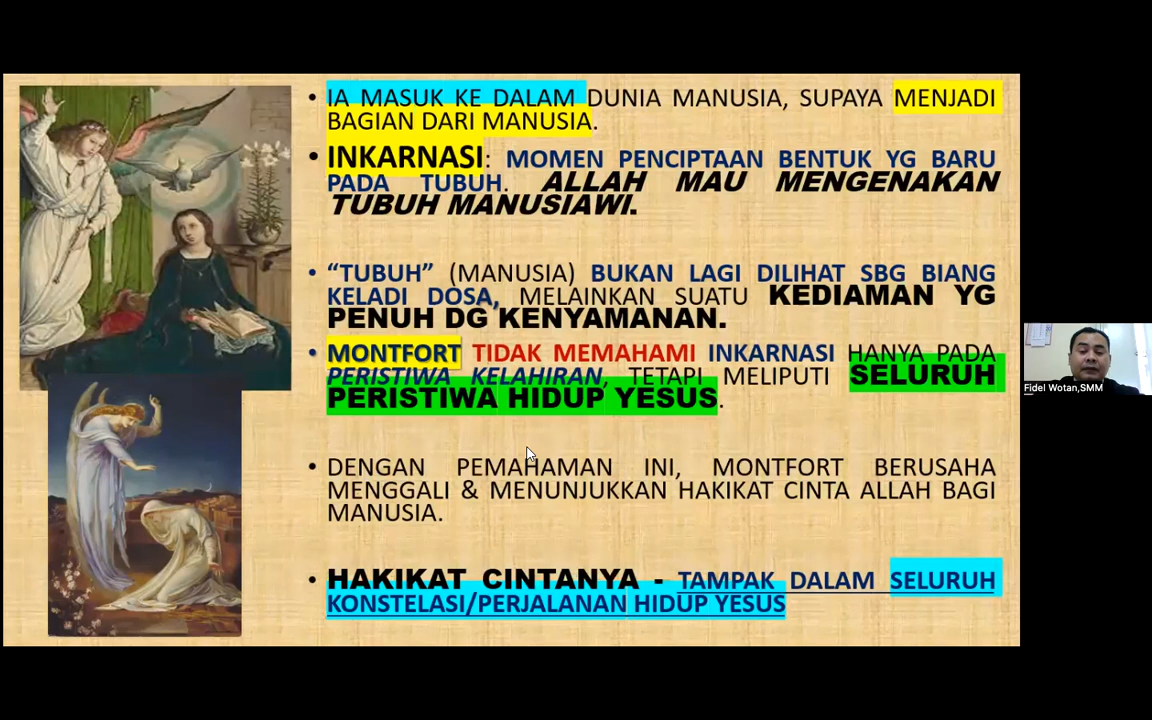 • IA MASUK KE DALAM DUNIA MANUSIA, SUPAYA MENJADI
BAGIAN DARI MANUSIA.
• INKARNASI: MOMEN PENCIPTAAN BENTUK YG BARU
PADA TUBUH. ALLAH MAU MENGENAKAN
TUBUH MANUSIAWI.
• “TUBUH” (MANUSIA) BUKAN LAGI DILIHAT SBG BIANG
KELADI DOSA, MELAINKAN SUATU KEDIAMAN YG
PENUH DG KENYAMANAN.
• MONTFORT TIDAK MEMAHAMI INKARNASI HANYA PADA
PERISTIWA KELAHIRAN, TETAPI MELIPUTI SELURUH
PERISTIWA HIDUP YESUS.
• DENGAN PEMAHAMAN INI, MONTFORT BERUSAHA
MENGGALI & MENUNJUKKAN HAKIKAT CINTA ALLAH BAGI
MANUSIA.
• HAKIKAT CINTANYA - TAMPAK DALAM SELURUH
KONSTELASI/PERJALANAN HIDUP YESUS
Fidel Wotan,SMM